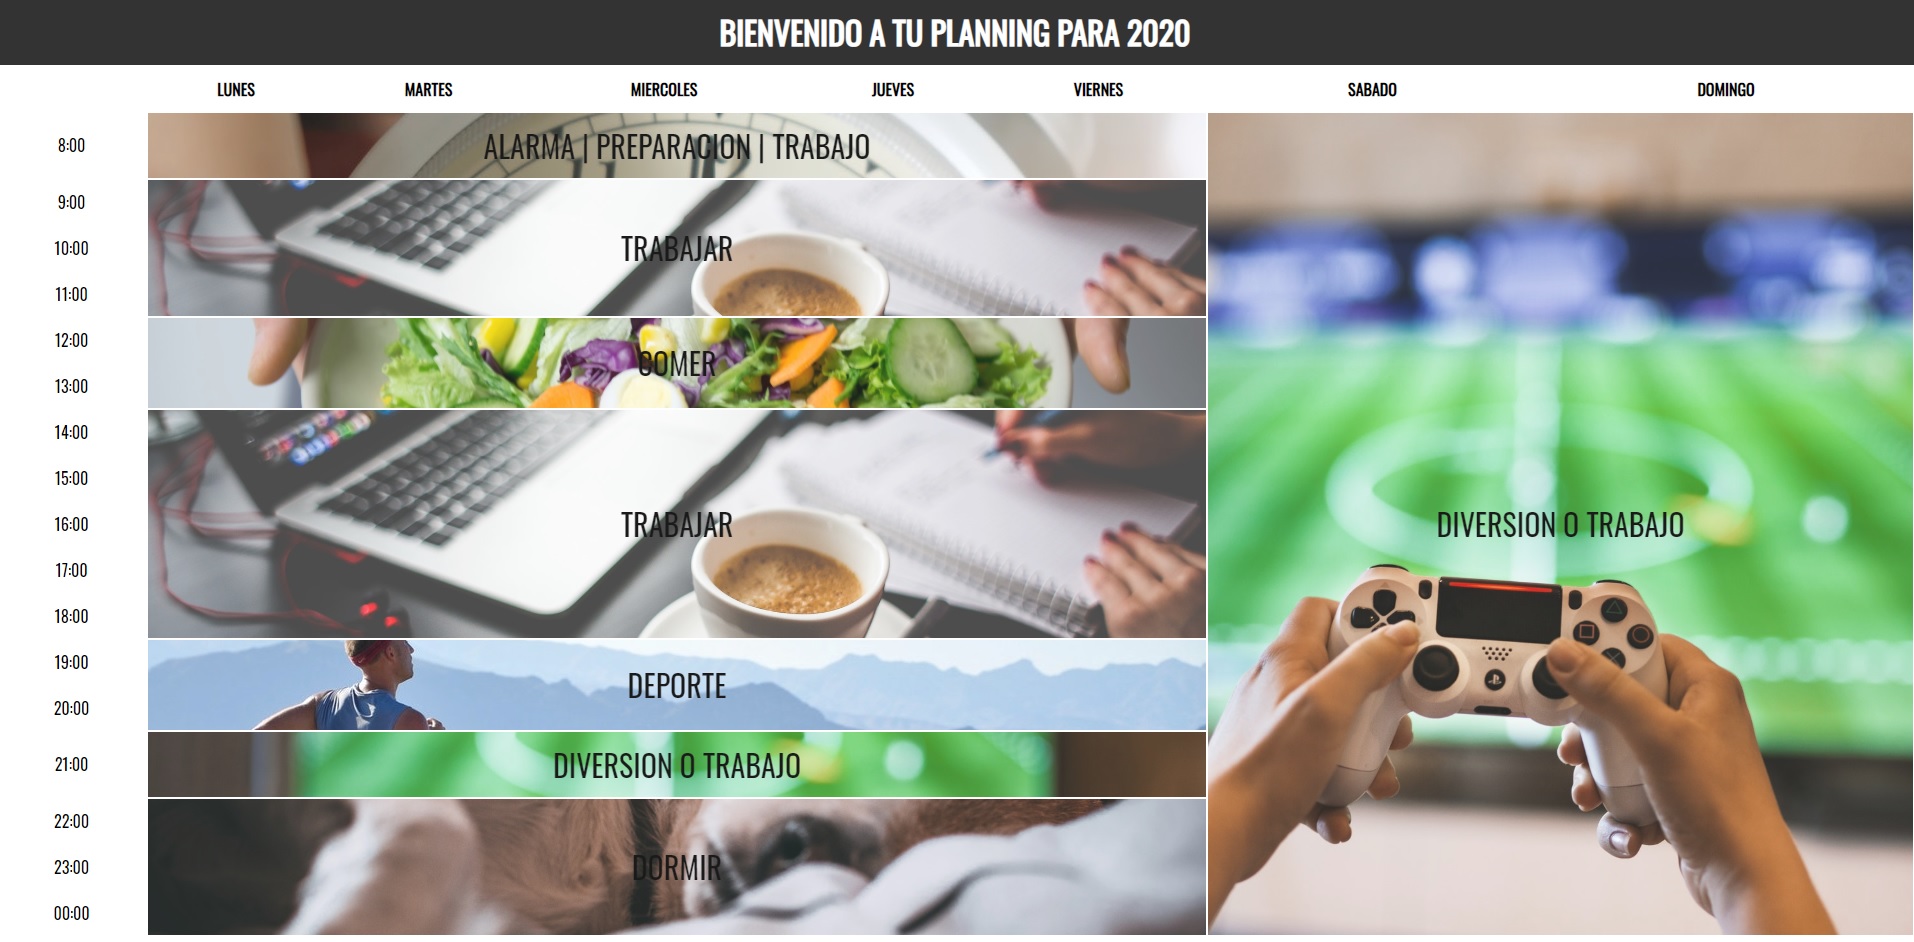 BIENVENIDO A TU PLANNING PARA 2020
LUNES MARTES MIERCOLES JUEVES VIERNES SABADO DOMINGO
8:00 ALARMA | PREPARACION | TRABAJO
9:00
10:00 TRABAJAR
11:00
12:00
COMER
13:00
14:00
15:00
16:00 TRABAJAR DIVERSION O TRABAJO
17:00
18:00
19:00
DEPORTE
20:00
21:00 DIVERSION O TRABAJO
22:00
23:00 DORMIR
00:00